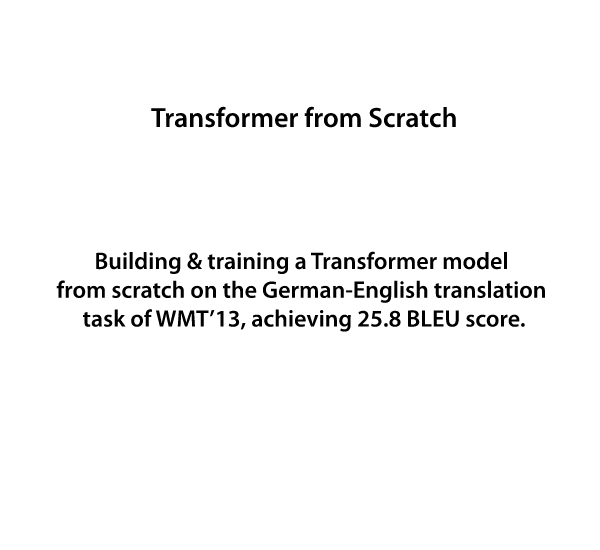 Transformer from Scratch
Building & training a Transformer model
from scratch on the German-English translation
task of WMT’13, achieving 25.8 BLEU score.